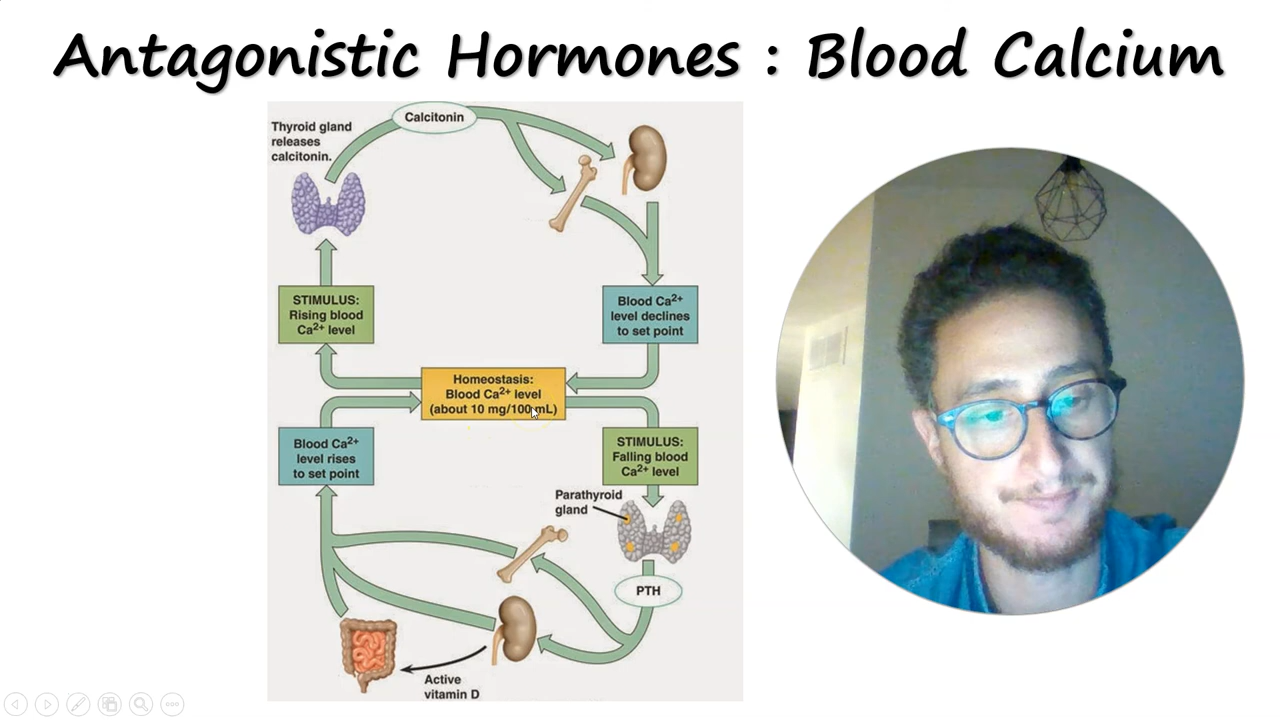 Antagonistic Hormones : Blood Calcium
Thyroid gland
releases
calcitonin.
Calcitonin
STIMULUS:
Rising blood
Ca2+ level
Blood Ca2+
level declines
to set point
Homeostasis:
Blood Ca2+ level
(about 10 mg/100 mL)
Blood Ca2+
level rises
to set point
STIMULUS:
Falling blood
Ca2+ level
Parathyroid
gland
PTH
Active
vitamin D